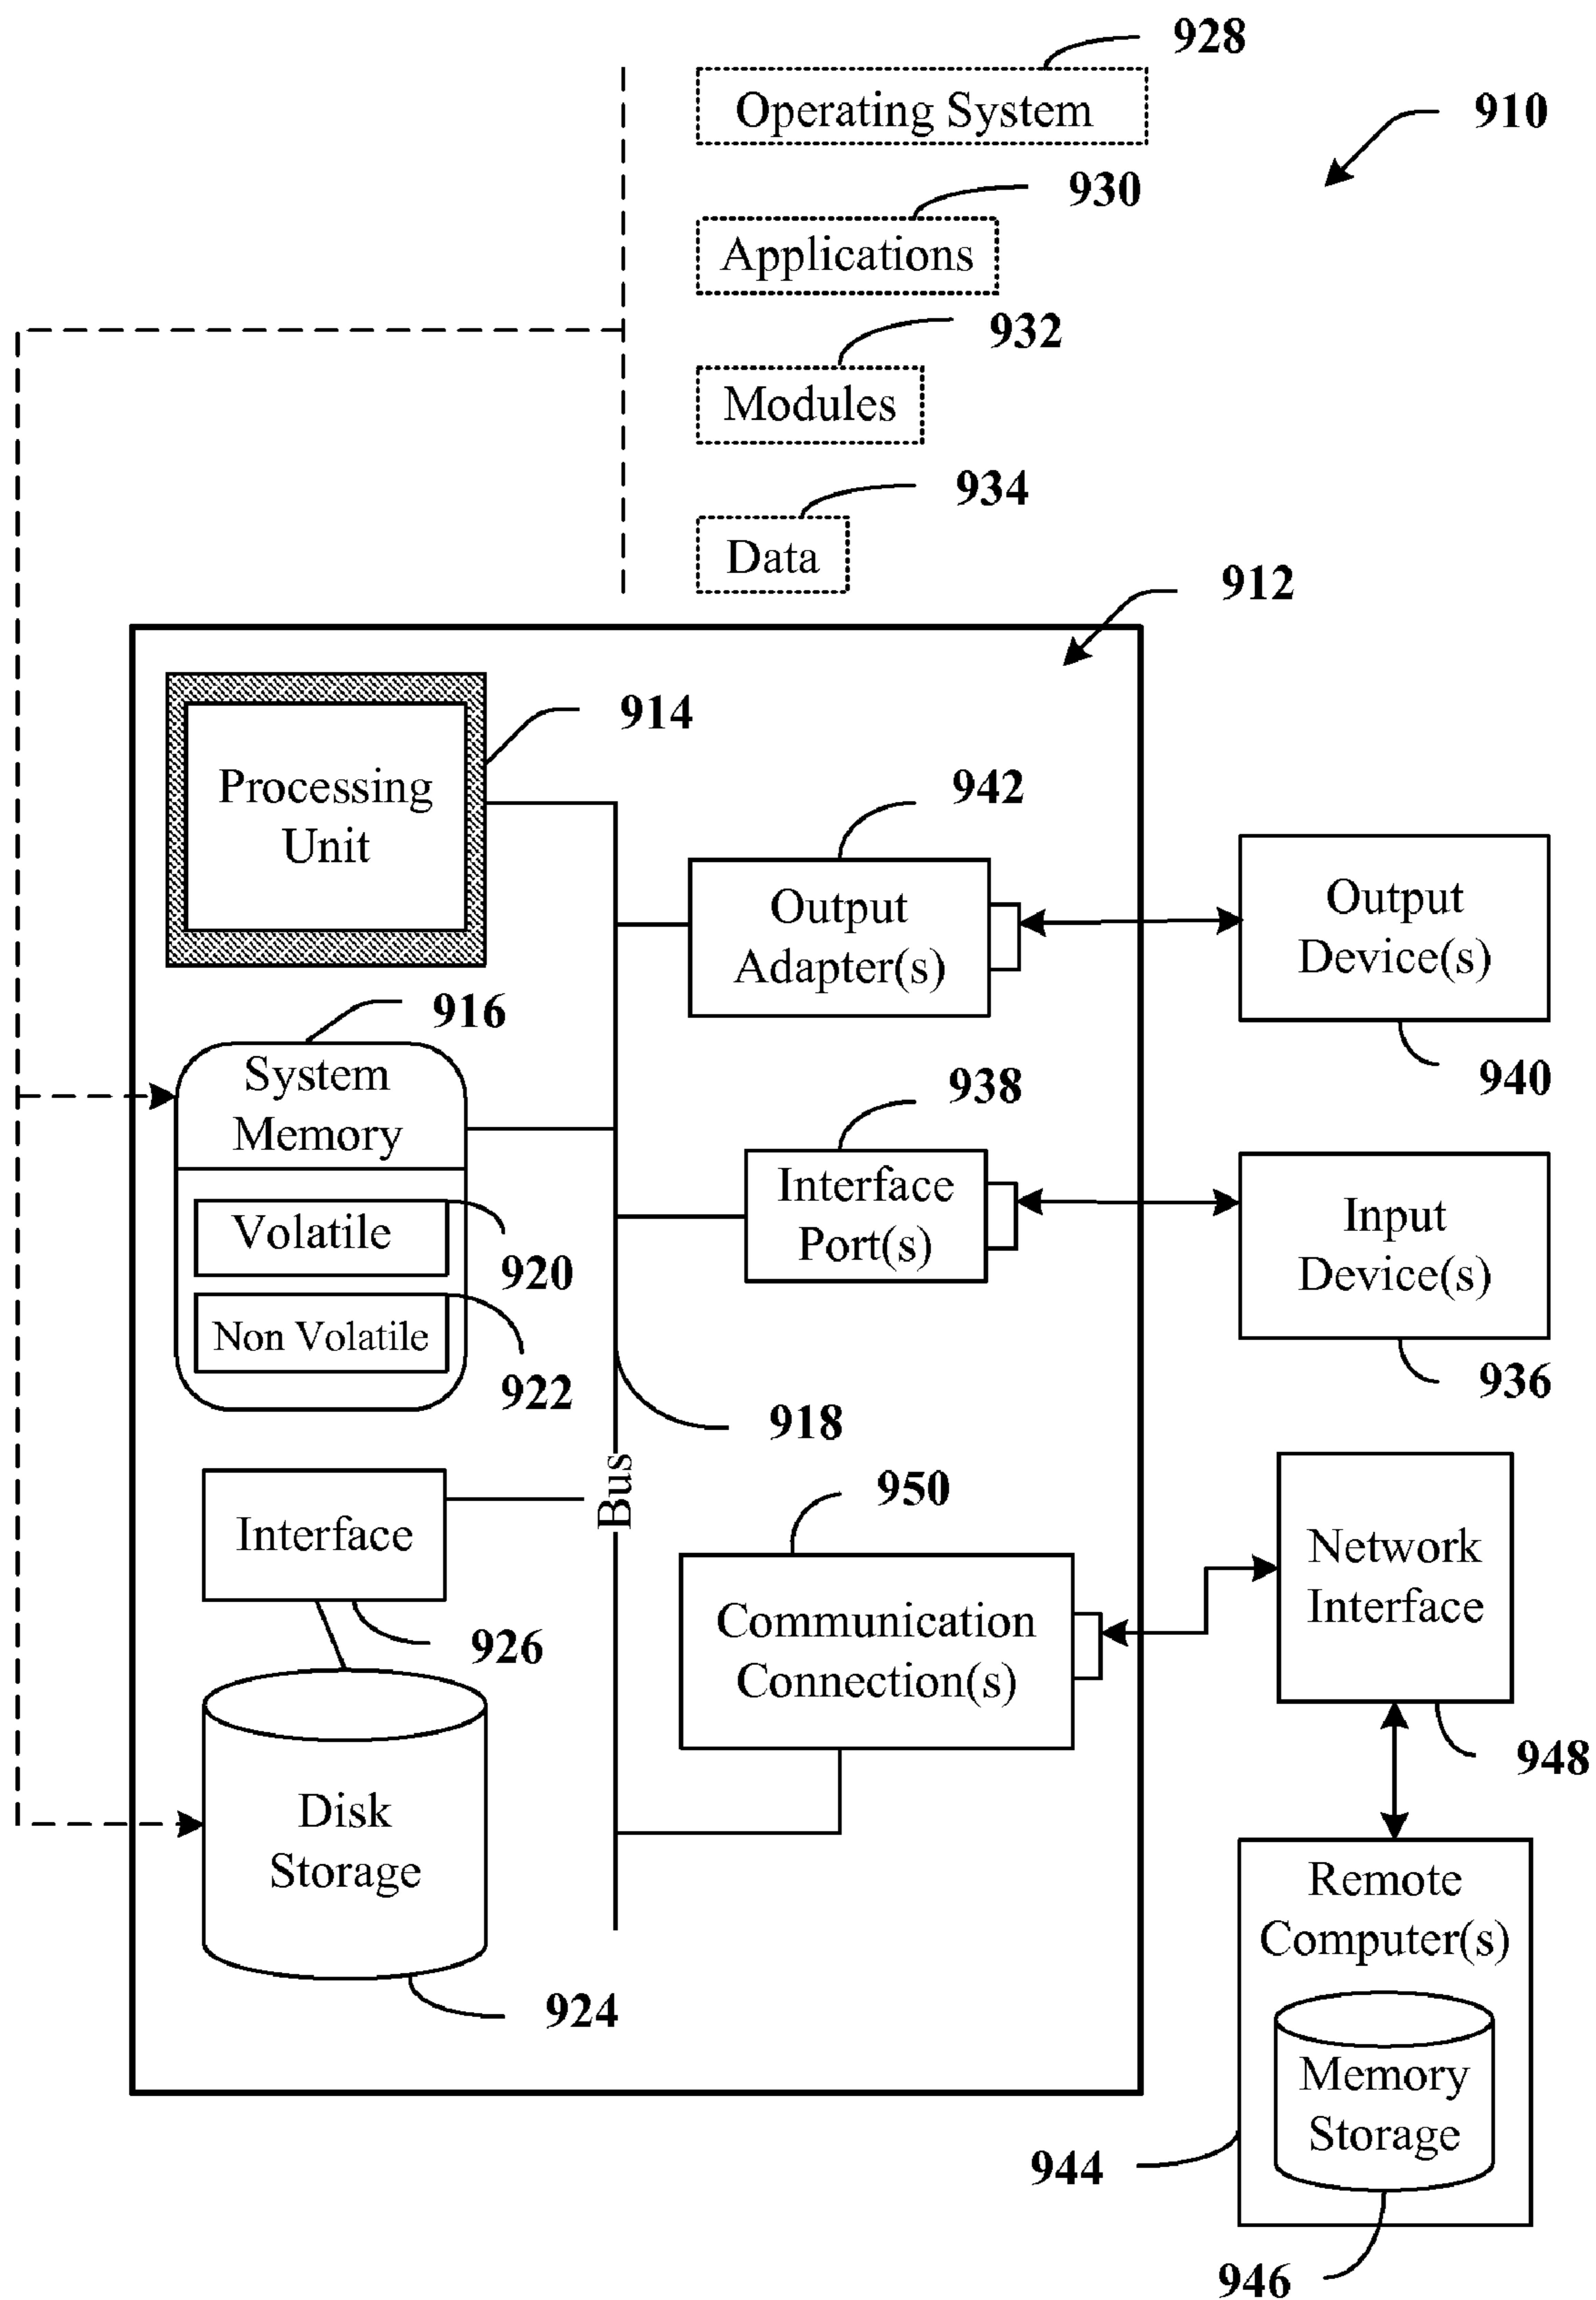 928
Operating System
910
930
Applications
932
Modules
934
Data
912
914
Processing
Unit
942
Output
Adapter(s)
Output
Device(s)
940
916
System
Memory
938
Interface
Port(s)
Input
Device(s)
936
Volatile
920
Non Volatile
922
918
Bus
Interface
926
950
Communication
Connection(s)
Network
Interface
948
Disk
Storage
924
Remote
Computer(s)
Memory
Storage
944
946